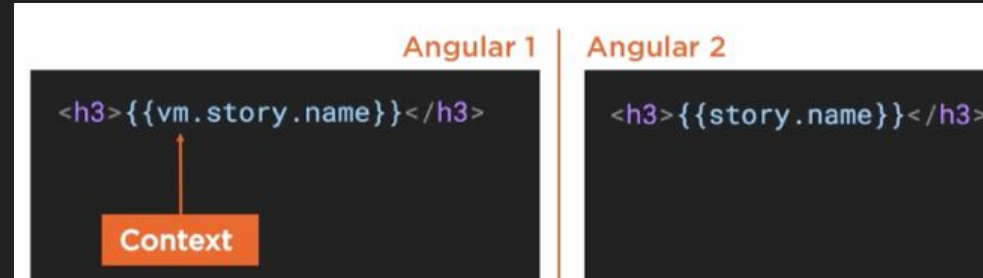 Angular 1
<h3>{{vm.story.name}}</h3>
Context
Angular 2
<h3>{{story.name}}</h3>